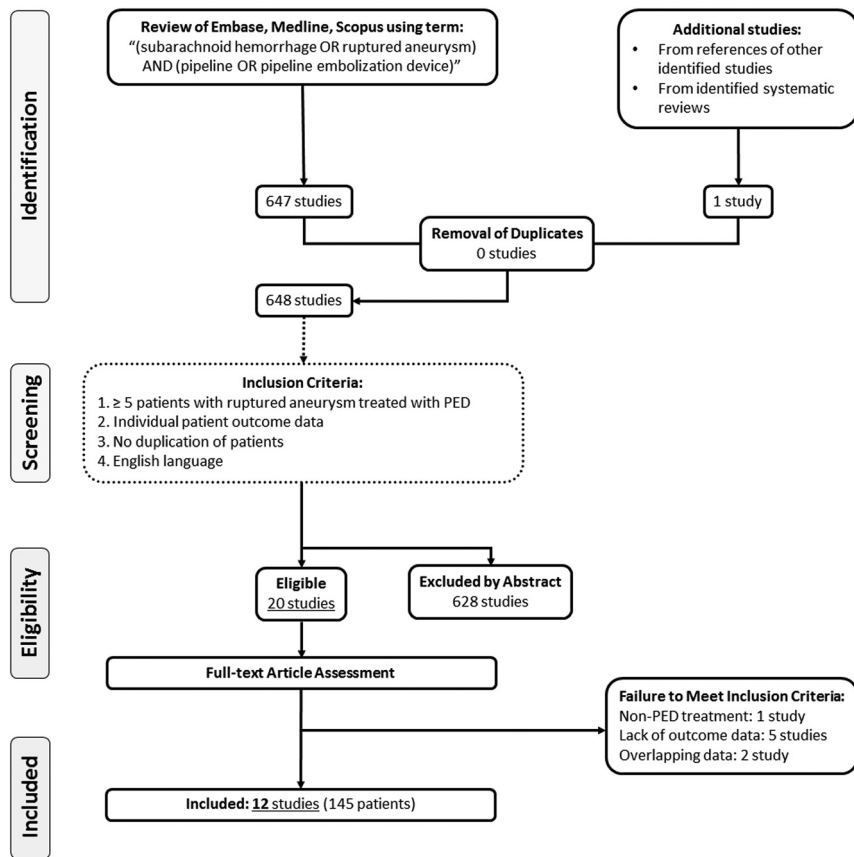 Identification
Review of Embase, Medline, Scopus using term:
“(subarachnoid hemorrhage OR ruptured aneurysm)
AND (pipeline OR pipeline embolization device)”
Additional studies:
• From references of other
identified studies
• From identified systematic
reviews
647 studies
1 study
Removal of Duplicates
0 studies
648 studies
Screening
Inclusion Criteria:
1. ≥ 5 patients with ruptured aneurysm treated with PED
2. Individual patient outcome data
3. No duplication of patients
4. English language
Eligibility
Eligible
20 studies
Excluded by Abstract
628 studies
Full-text Article Assessment
Failure to Meet Inclusion Criteria:
Non-PED treatment: 1 study
Lack of outcome data: 5 studies
Overlapping data: 2 study
Included
Included: 12 studies (145 patients)